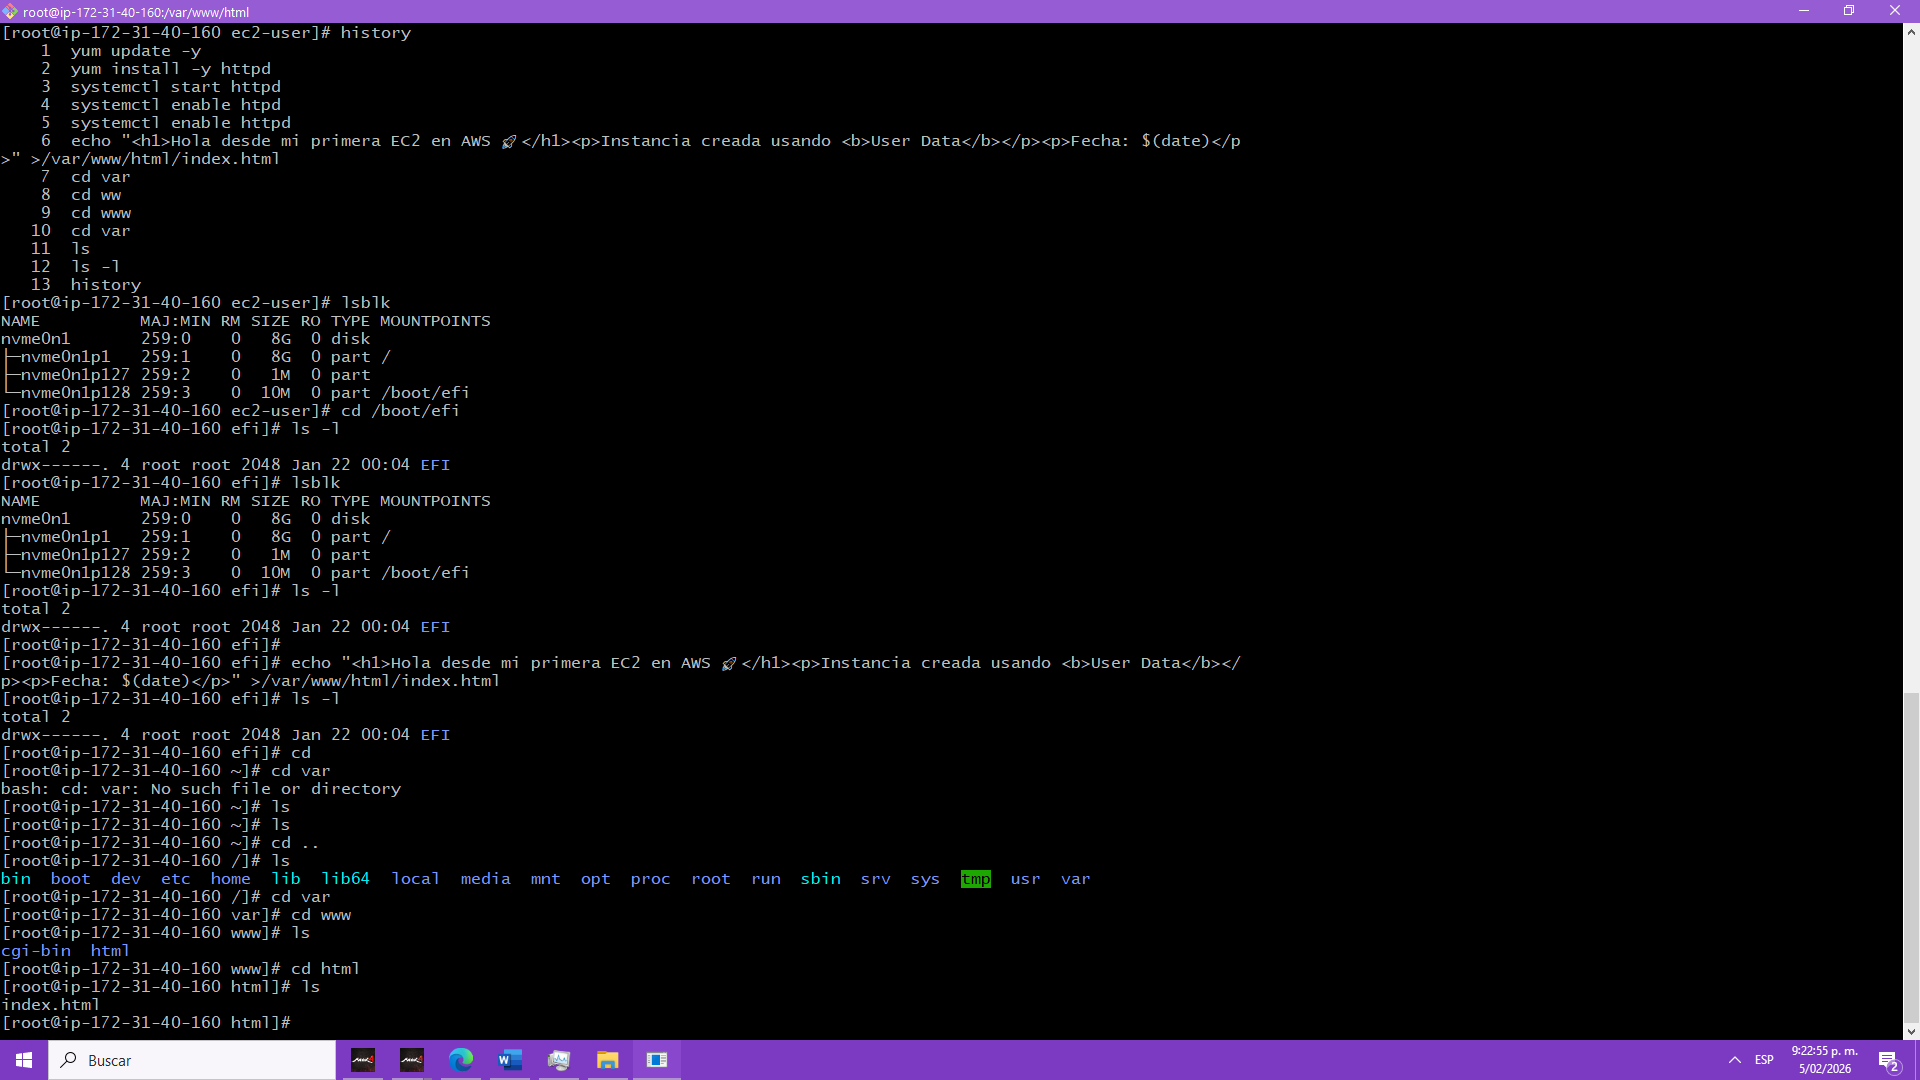 root@ip-172-31-40-160:/var/www/html
[root@ip-172-31-40-160 ec2-user]# history
    1  yum update -y
    2  yum install -y httpd
    3  systemctl start httpd
    4  systemctl enable htpd
    5  systemctl enable httpd
    6  echo "<h1>Hola desde mi primera EC2 en AWS 🚀</h1><p>Instancia creada usando <b>User Data</b></p><p>Fecha: $(date)</p
>" >/var/www/html/index.html
    7  cd var
    8  cd ww
    9  cd www
   10  cd var
   11  ls
   12  ls -l
   13  history
[root@ip-172-31-40-160 ec2-user]# lsblk
NAME          MAJ:MIN RM SIZE RO TYPE MOUNTPOINTS
nvme0n1       259:0    0   8G  0 disk
├─nvme0n1p1   259:1    0   8G  0 part /
├─nvme0n1p127 259:2    0   1M  0 part
└─nvme0n1p128 259:3    0  10M  0 part /boot/efi
[root@ip-172-31-40-160 ec2-user]# cd /boot/efi
[root@ip-172-31-40-160 efi]# ls -l
total 2
drwx------. 4 root root 2048 Jan 22 00:04 EFI
[root@ip-172-31-40-160 efi]# lsblk
NAME          MAJ:MIN RM SIZE RO TYPE MOUNTPOINTS
nvme0n1       259:0    0   8G  0 disk
├─nvme0n1p1   259:1    0   8G  0 part /
├─nvme0n1p127 259:2    0   1M  0 part
└─nvme0n1p128 259:3    0  10M  0 part /boot/efi
[root@ip-172-31-40-160 efi]# ls -l
total 2
drwx------. 4 root root 2048 Jan 22 00:04 EFI
[root@ip-172-31-40-160 efi]#
[root@ip-172-31-40-160 efi]# echo "<h1>Hola desde mi primera EC2 en AWS 🚀</h1><p>Instancia creada usando <b>User Data</b></
p><p>Fecha: $(date)</p>" >/var/www/html/index.html
[root@ip-172-31-40-160 efi]# ls -l
total 2
drwx------. 4 root root 2048 Jan 22 00:04 EFI
[root@ip-172-31-40-160 efi]# cd
[root@ip-172-31-40-160 ~]# cd var
bash: cd: var: No such file or directory
[root@ip-172-31-40-160 ~]# ls
[root@ip-172-31-40-160 ~]# ls
[root@ip-172-31-40-160 ~]# cd ..
[root@ip-172-31-40-160 /]# ls
bin  boot  dev  etc  home  lib  lib64  local  media  mnt  opt  proc  root  run  sbin  srv  sys  tmp  usr  var
[root@ip-172-31-40-160 /]# cd var
[root@ip-172-31-40-160 var]# cd www
[root@ip-172-31-40-160 www]# ls
cgi-bin  html
[root@ip-172-31-40-160 www]# cd html
[root@ip-172-31-40-160 html]# ls
index.html
[root@ip-172-31-40-160 html]#
Buscar
ESP
9:22:55 p. m.
5/02/2026
2